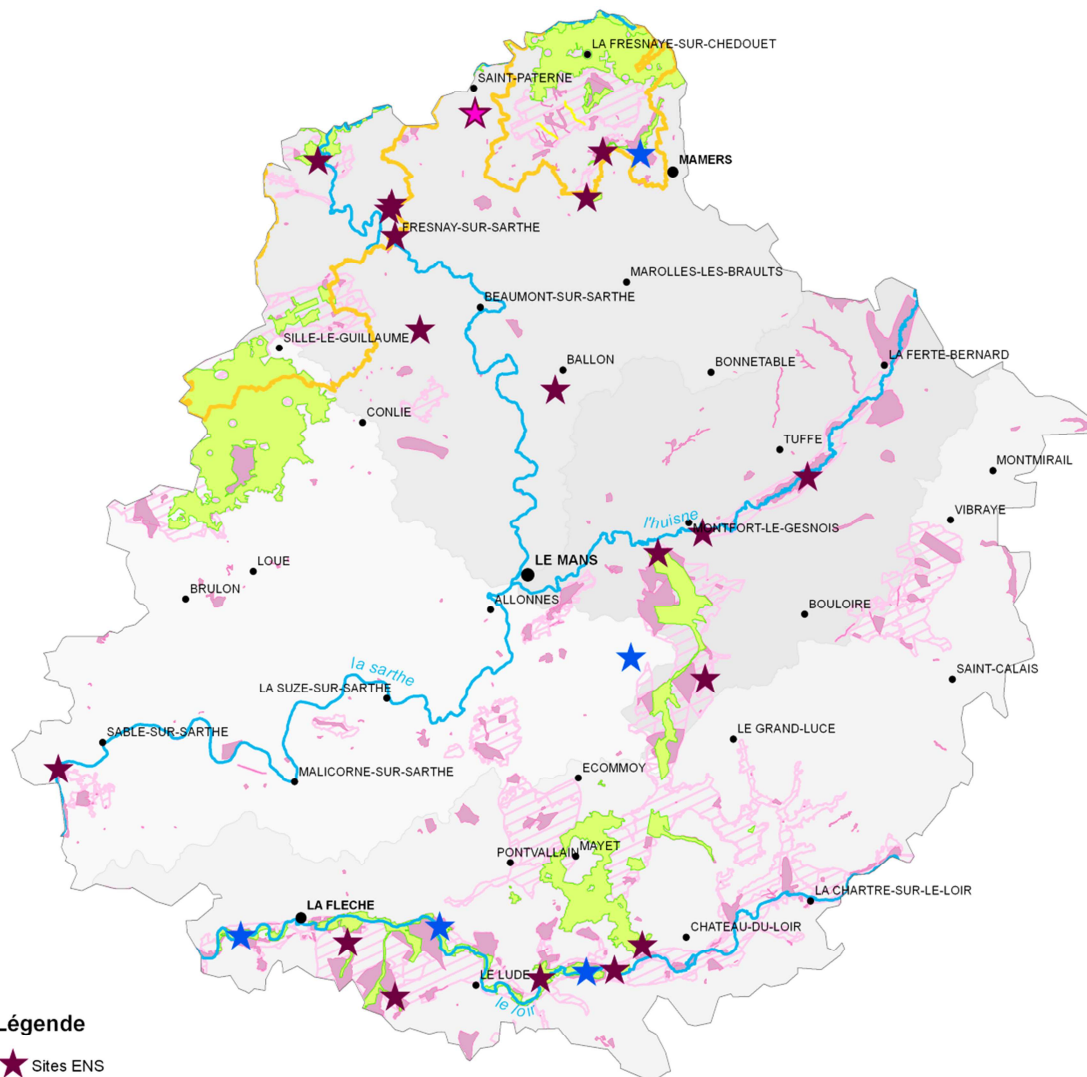 LA FRESNAYE-SUR-CHEDOUET
SAINT-PATERNE
MAMERS
FRESNAY-SUR-SARTHE
MAROLLES-LES-BRAULTS
BEAUMONT-SUR-SARTHE
SILLE-LE-GUILLAUME
BALLON
BONNETABLE
LA FERTE-BERNARD
CONLIE
TUFFE
MONTMIRAIL
l'huisne
MONTFORT-LE-GESNOIS
VIBRAYE
LOUE
LE MANS
BRULON
ALLONNES
BOULOIRE
la sarthe
SAINT-CALAIS
LA SUZE-SUR-SARTHE
SABLE-SUR-SARTHE
LE GRAND-LUCE
MALICORNE-SUR-SARTHE
ECOMMOY
PONTVALLAIN
MAYET
LA CHARTRE-SUR-LE-LOIR
LA FLECHE
CHATEAU-DU-LOIR
LE LUDE
le loir
Légende
Sites ENS